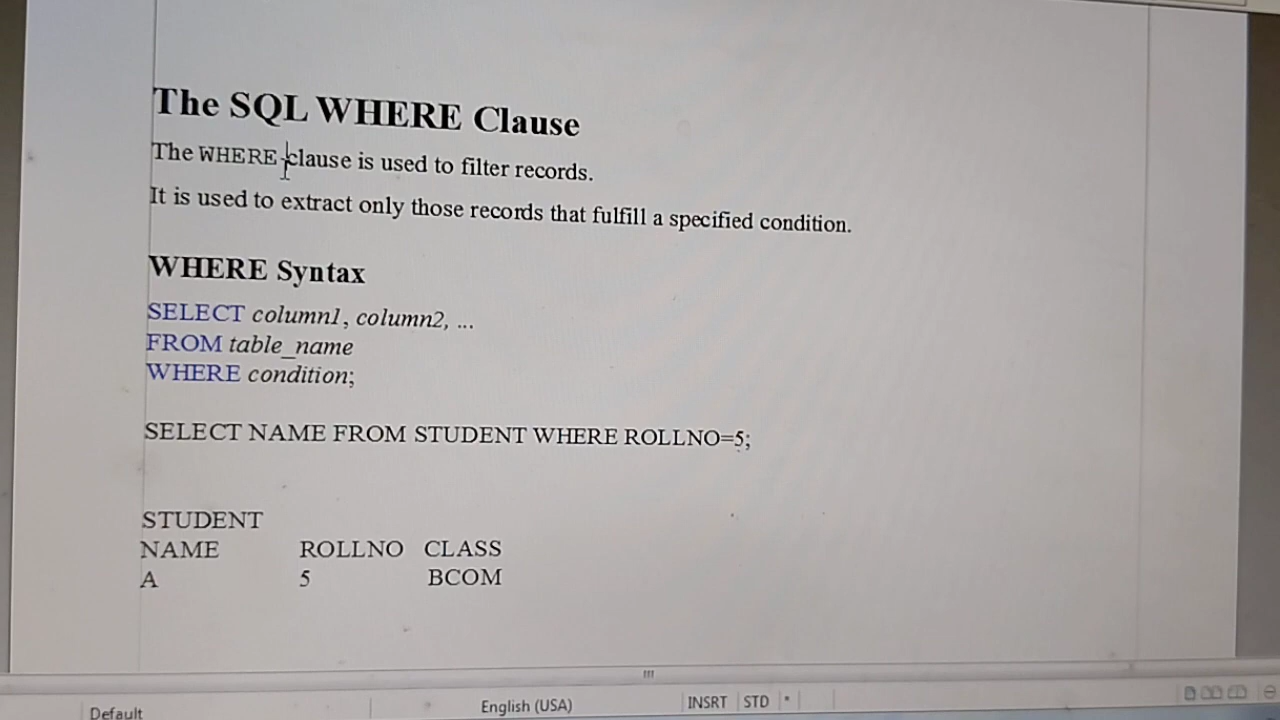 The SQL WHERE Clause
The WHERE clause is used to filter records.
It is used to extract only those records that fulfill a specified condition.
WHERE Syntax
SELECT column1, column2, ...
FROM table_name
WHERE condition;
SELECT NAME FROM STUDENT WHERE ROLLNO=5;
STUDENT
NAME ROLLNO CLASS
A 5 BCOM
Default English (USA) INSRT STD *